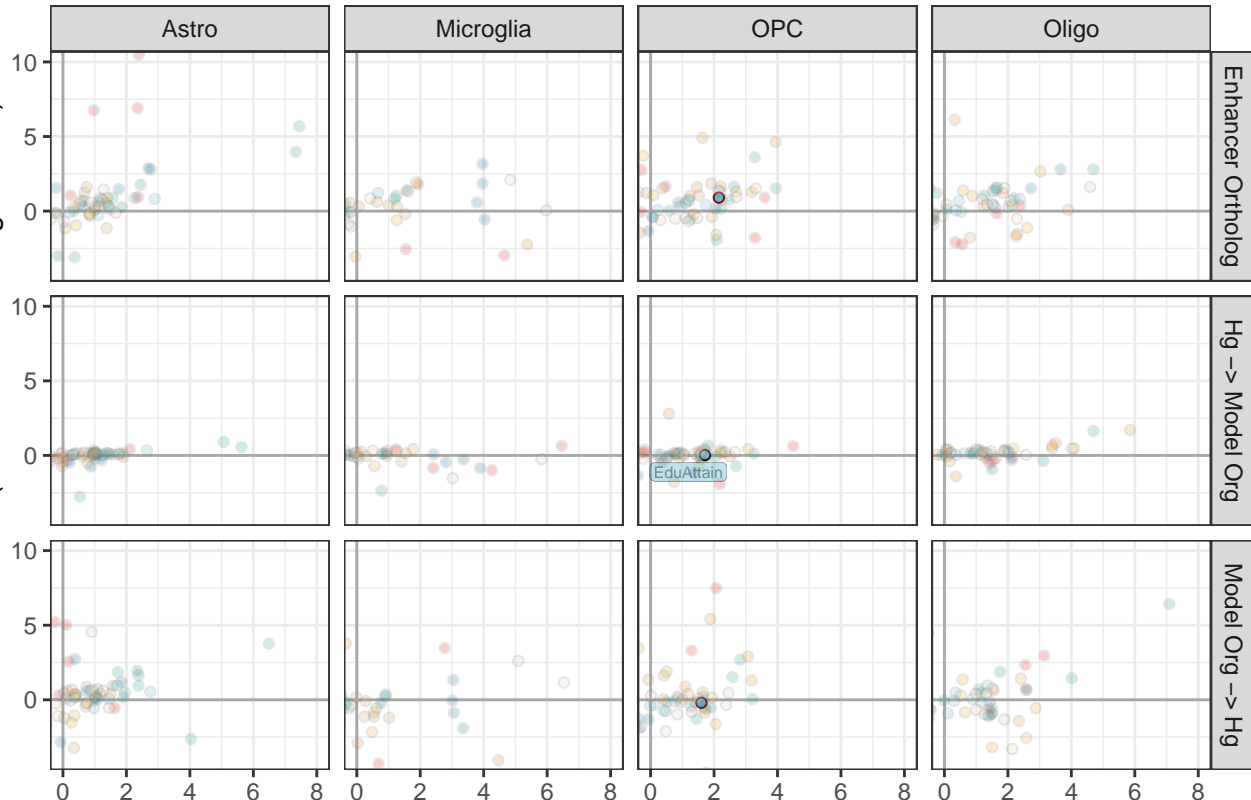 Astro Microglia OPC Oligo
10
5
0
Enhancer Ortholog
10
5
0
EduAttain
Hg −> Model Org
10
5
0
Model Org −> Hg
0 2 4 6 8 0 2 4 6 8 0 2 4 6 8 0 2 4 6 8